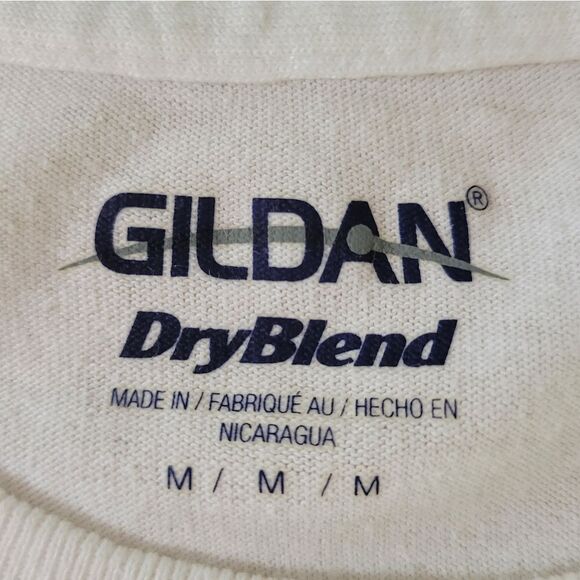 GILDAN®
DryBlend
MADE IN / FABRIQUÉ AU / HECHO EN
NICARAGUA
M / M / M